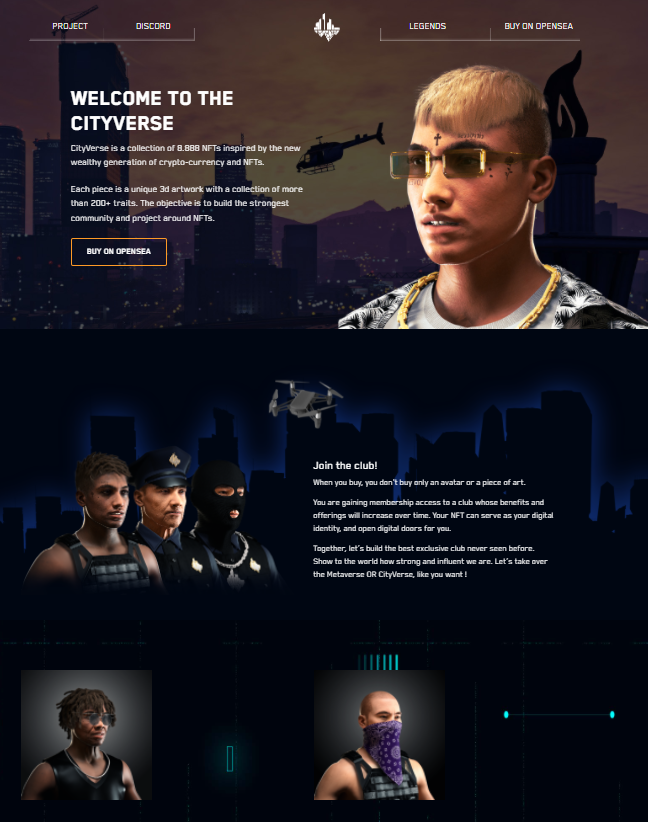 PROJECT
DISCORD
LEGENDS
BUY ON OPENSEA
WELCOME TO THE
CITYVERSE
CityVerse is a collection of 8.888 NFTs inspired by the new
wealthy generation of crypto-currency and NFTs.
Each piece is a unique 3d artwork with a collection of more
than 200+ traits. The objective is to build the strongest
community and project around NFTs.
BUY ON OPENSEA
Join the club!
When you buy, you don't buy only an avatar or a piece of art.
You are gaining membership access to a club whose benefits and
offerings will increase over time. Your NFT can serve as your digital
identity, and open digital doors for you.
Together, let's build the best exclusive club never seen before.
Show to the world how strong and influent we are. Let's take over
the Metaverse OR CityVerse, like you want !